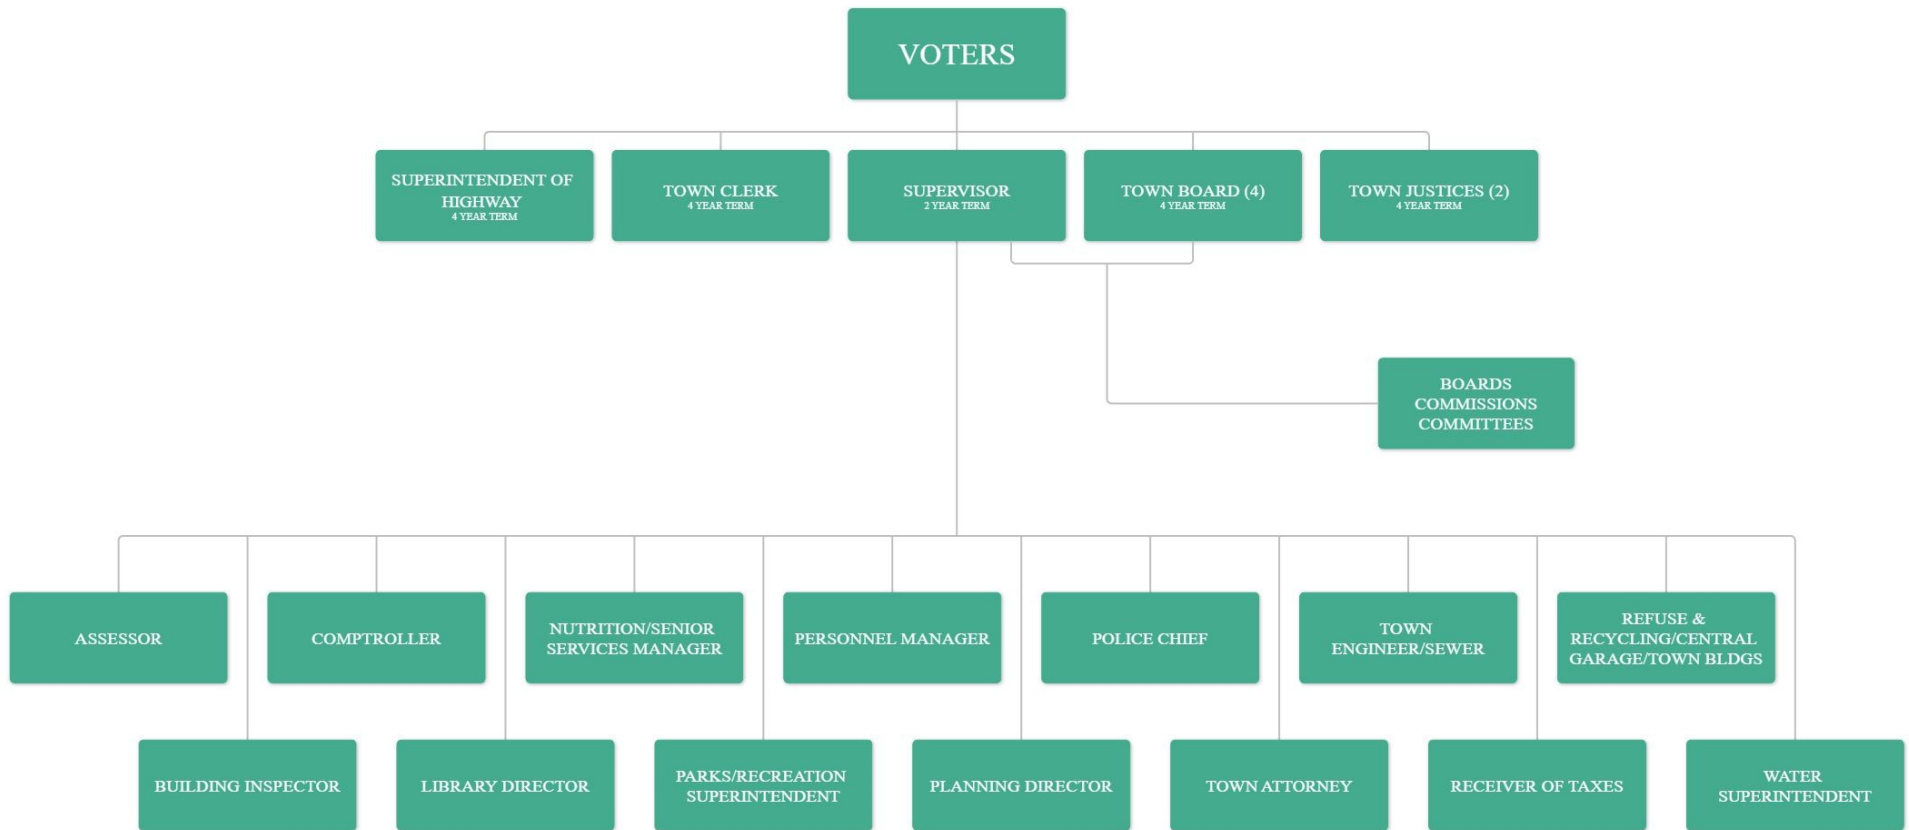 VOTERS
SUPERINTENDENT OF
HIGHWAY
4 YEAR TERM
TOWN CLERK
4 YEAR TERM
SUPERVISOR
2 YEAR TERM
TOWN BOARD (4)
4 YEAR TERM
TOWN JUSTICES (2)
4 YEAR TERM
BOARDS
COMMISSIONS
COMMITTEES
ASSESSOR
COMPTROLLER
NUTRITION/SENIOR
SERVICES MANAGER
PERSONNEL MANAGER
POLICE CHIEF
TOWN
ENGINEER/SEWER
REFUSE &
RECYCLING/CENTRAL
GARAGE/TOWN BLDGS
BUILDING INSPECTOR
LIBRARY DIRECTOR
PARKS/RECREATION
SUPERINTENDENT
PLANNING DIRECTOR
TOWN ATTORNEY
RECEIVER OF TAXES
WATER
SUPERINTENDENT